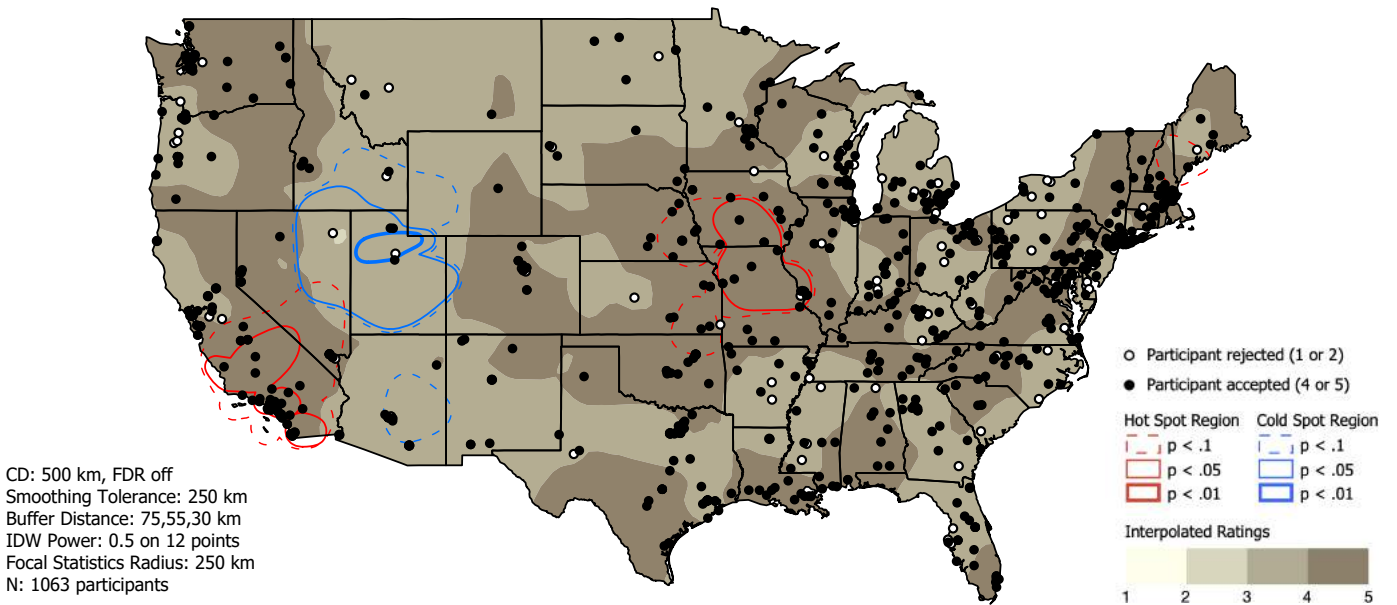 CD: 500 km, FDR off
Smoothing Tolerance: 250 km
Buffer Distance: 75,55,30 km
IDW Power: 0.5 on 12 points
Focal Statistics Radius: 250 km
N: 1063 participants
Participant rejected (1 or 2)
Participant accepted (4 or 5)
Hot Spot Region Cold Spot Region
p < .1 p < .1
p < .05 p < .05
p < .01 p < .01
Interpolated Ratings
1 2 3 4 5